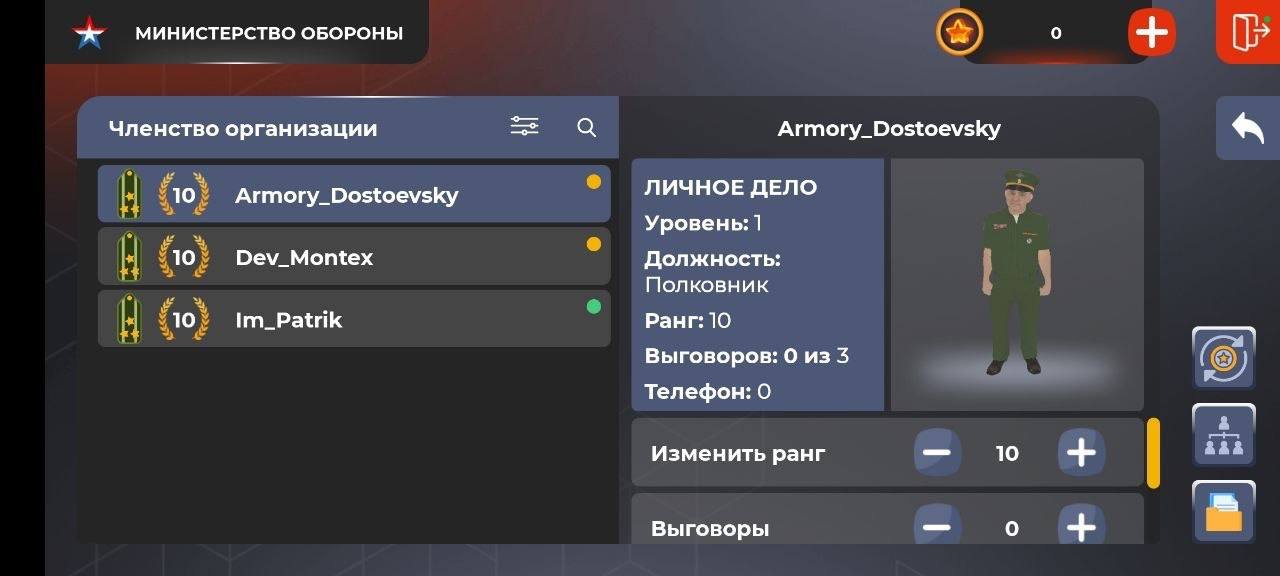 МИНИСТЕРСТВО ОБОРОНЫ
0
Членство организации
Armory_Dostoevsky
10 Armory_Dostoevsky
10 Dev_Montex
10 Im_Patrik
ЛИЧНОЕ ДЕЛО
Уровень: 1
Должность:
Полковник
Ранг: 10
Выговоров: 0 из 3
Телефон: 0
Изменить ранг 10
Выговоры 0